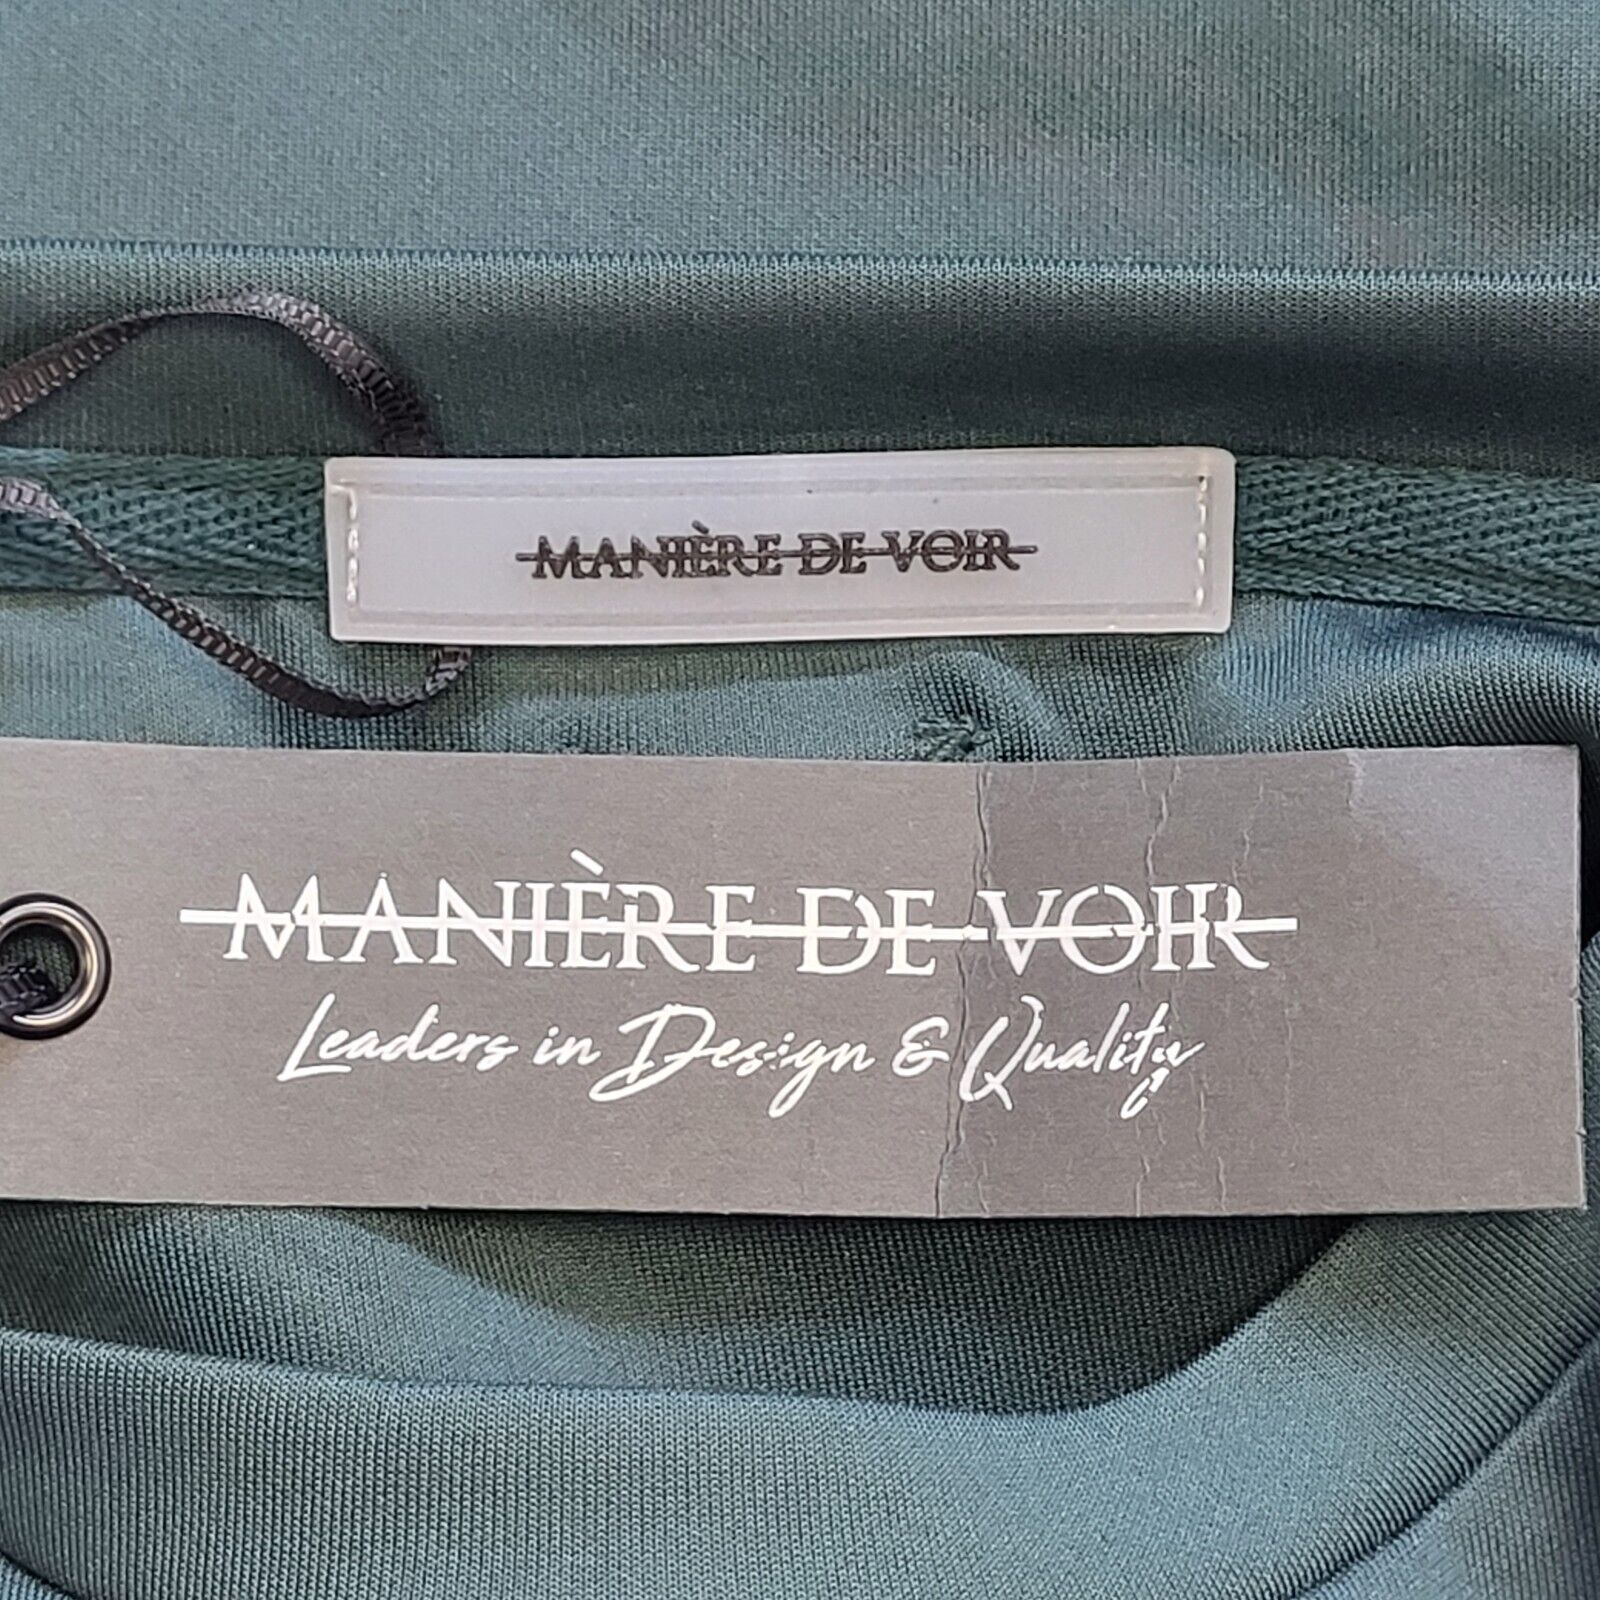 MANIÈRE DE VOIR
MANIÈRE DE VOIR
Leaders in Design & Quality